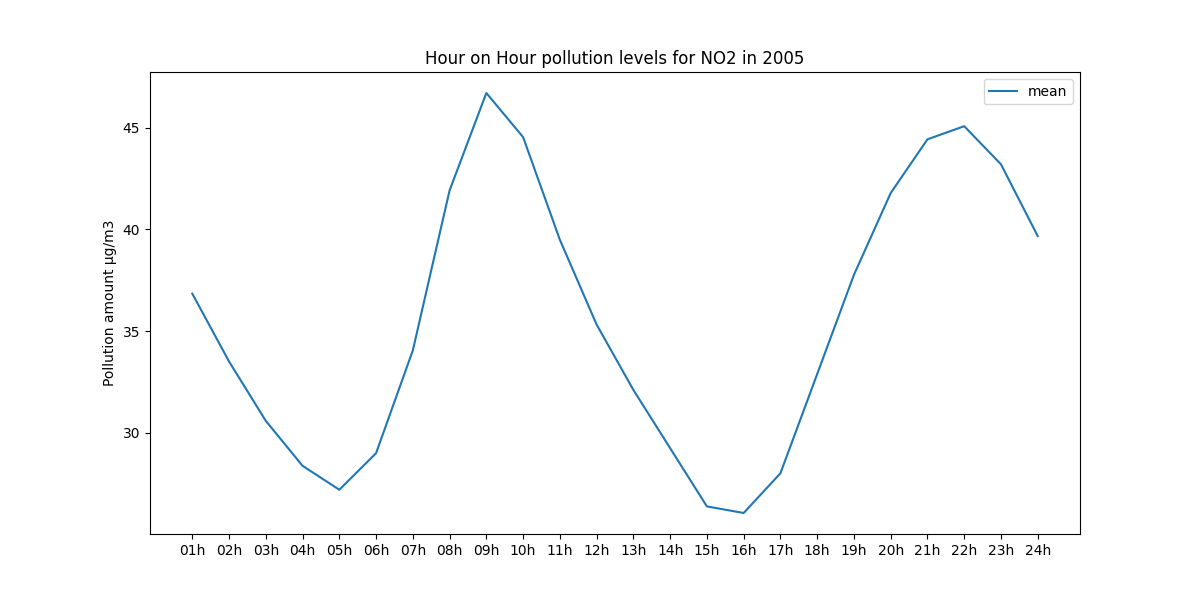 Hour on Hour pollution levels for NO2 in 2005
mean
Pollution amount µg/m3
45
40
35
30
01h 02h 03h 04h 05h 06h 07h 08h 09h 10h 11h 12h 13h 14h 15h 16h 17h 18h 19h 20h 21h 22h 23h 24h